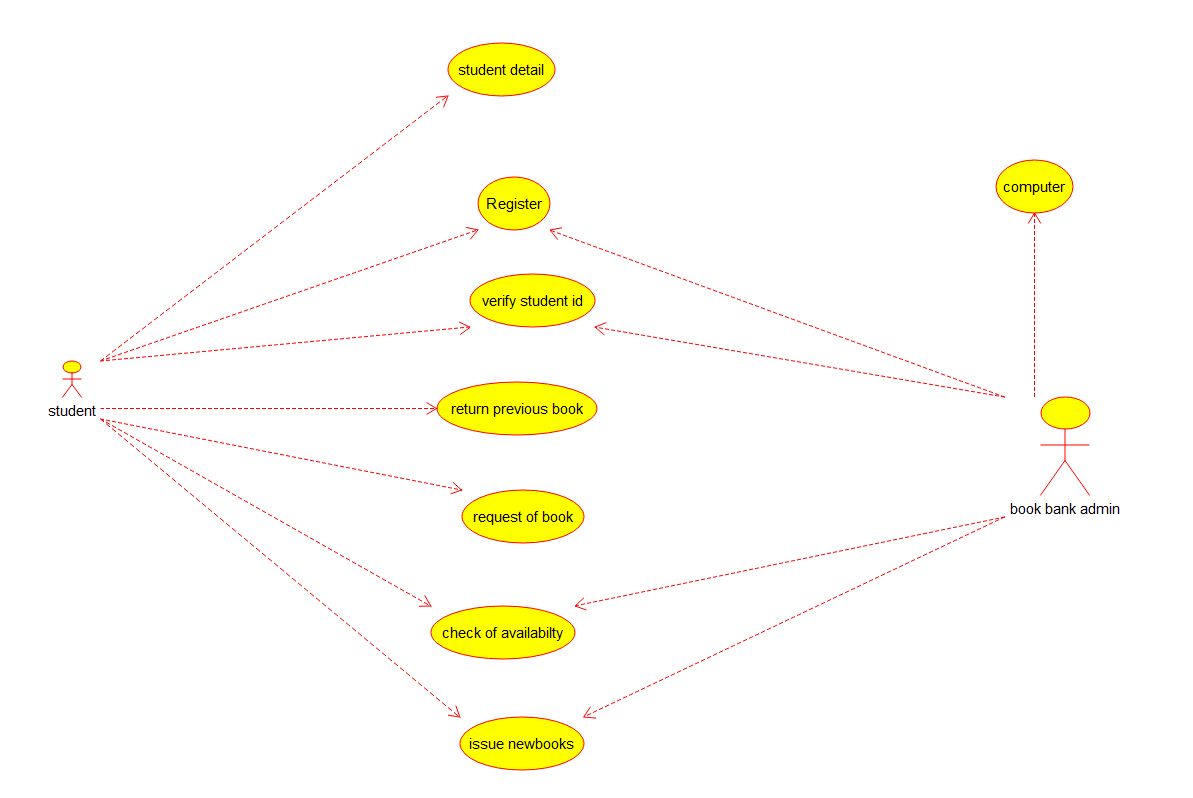 student detail
computer
Register
verify student id
return previous book
student
book bank admin
request of book
check of availabilty
issue newbooks